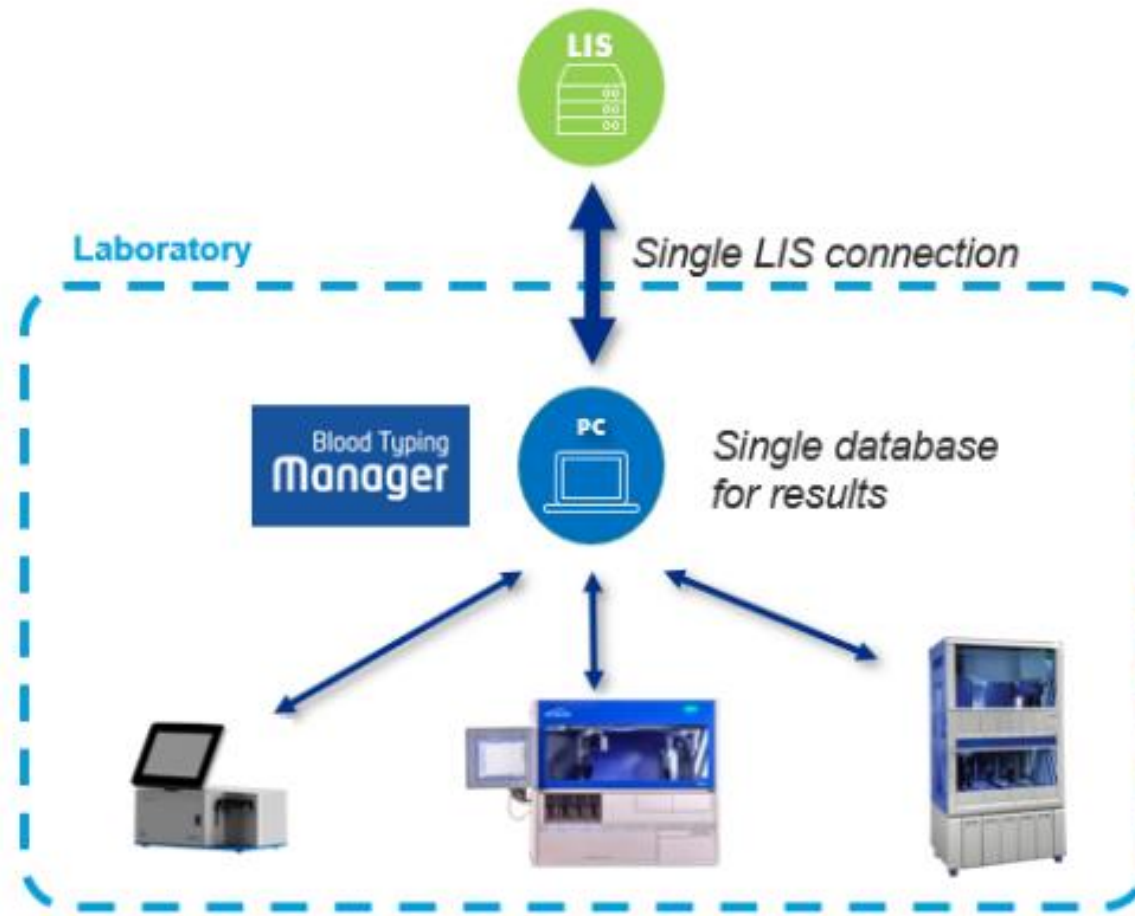 LIS
Laboratory
Single LIS connection
Blood Typing
Manager
PC
Single database
for results